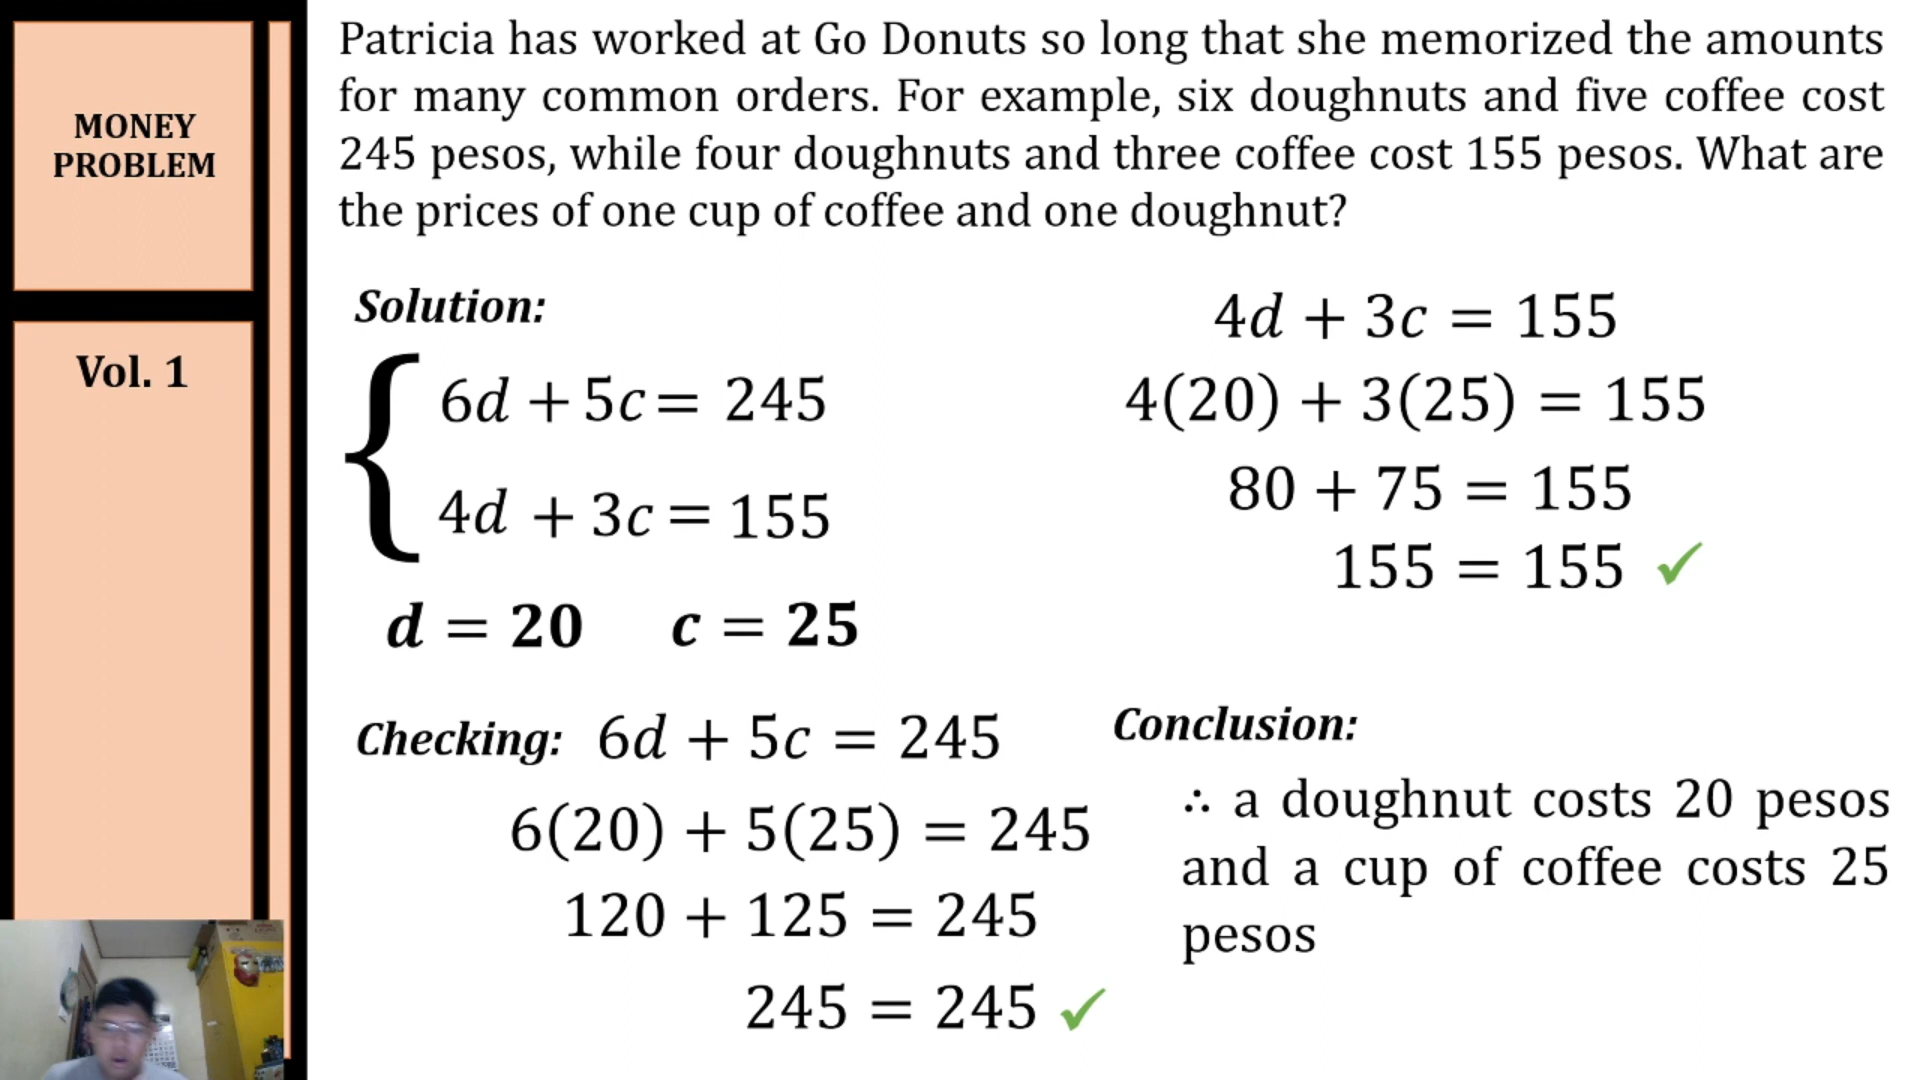 MONEY
PROBLEM
Vol. 1
Patricia has worked at Go Donuts so long that she memorized the amounts
for many common orders. For example, six doughnuts and five coffee cost
245 pesos, while four doughnuts and three coffee cost 155 pesos. What are
the prices of one cup of coffee and one doughnut?
Solution:
6d + 5c = 245
4d + 3c = 155
d = 20 c = 25
Checking: 6d + 5c = 245
6(20) + 5(25) = 245
120 + 125 = 245
245 = 245 ✓
4d + 3c = 155
4(20) + 3(25) = 155
80 + 75 = 155
155 = 155 ✓
Conclusion:
∴ a doughnut costs 20 pesos
and a cup of coffee costs 25
pesos